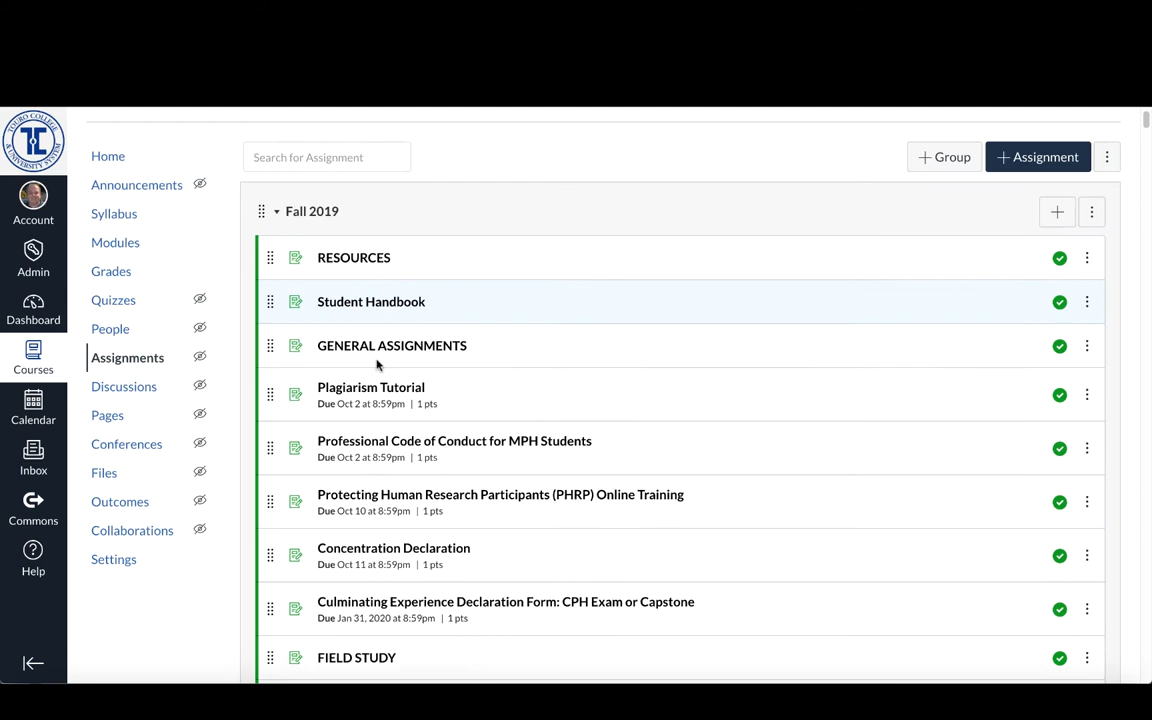 TOURO COLLEGE
& UNIVERSITY SYSTEM
Account
Admin
Dashboard
Courses
Calendar
Inbox
Commons
Help
Home
Announcements
Syllabus
Modules
Grades
Quizzes
People
Assignments
Discussions
Pages
Conferences
Files
Outcomes
Collaborations
Settings
Search for Assignment
Group
Assignment
Fall 2019
RESOURCES
Student Handbook
GENERAL ASSIGNMENTS
Plagiarism Tutorial
Due Oct 2 at 8:59pm | 1 pts
Professional Code of Conduct for MPH Students
Due Oct 2 at 8:59pm | 1 pts
Protecting Human Research Participants (PHRP) Online Training
Due Oct 10 at 8:59pm | 1 pts
Concentration Declaration
Due Oct 11 at 8:59pm | 1 pts
Culminating Experience Declaration Form: CPH Exam or Capstone
Due Jan 31, 2020 at 8:59pm | 1 pts
FIELD STUDY